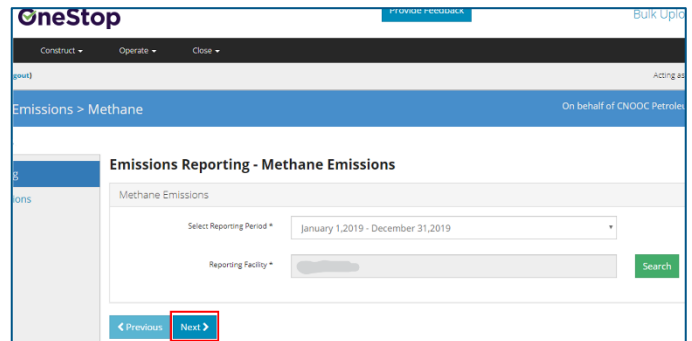 OneStop
Provide Feedback
Bulk Uplo
Construct
Operate
Close
gout)
Acting as
Emissions > Methane
On behalf of CNOOC Petroleu
g
ions
Emissions Reporting - Methane Emissions
Methane Emissions
Select Reporting Period *
January 1,2019 - December 31,2019
Reporting Facility *
Search
Previous
Next